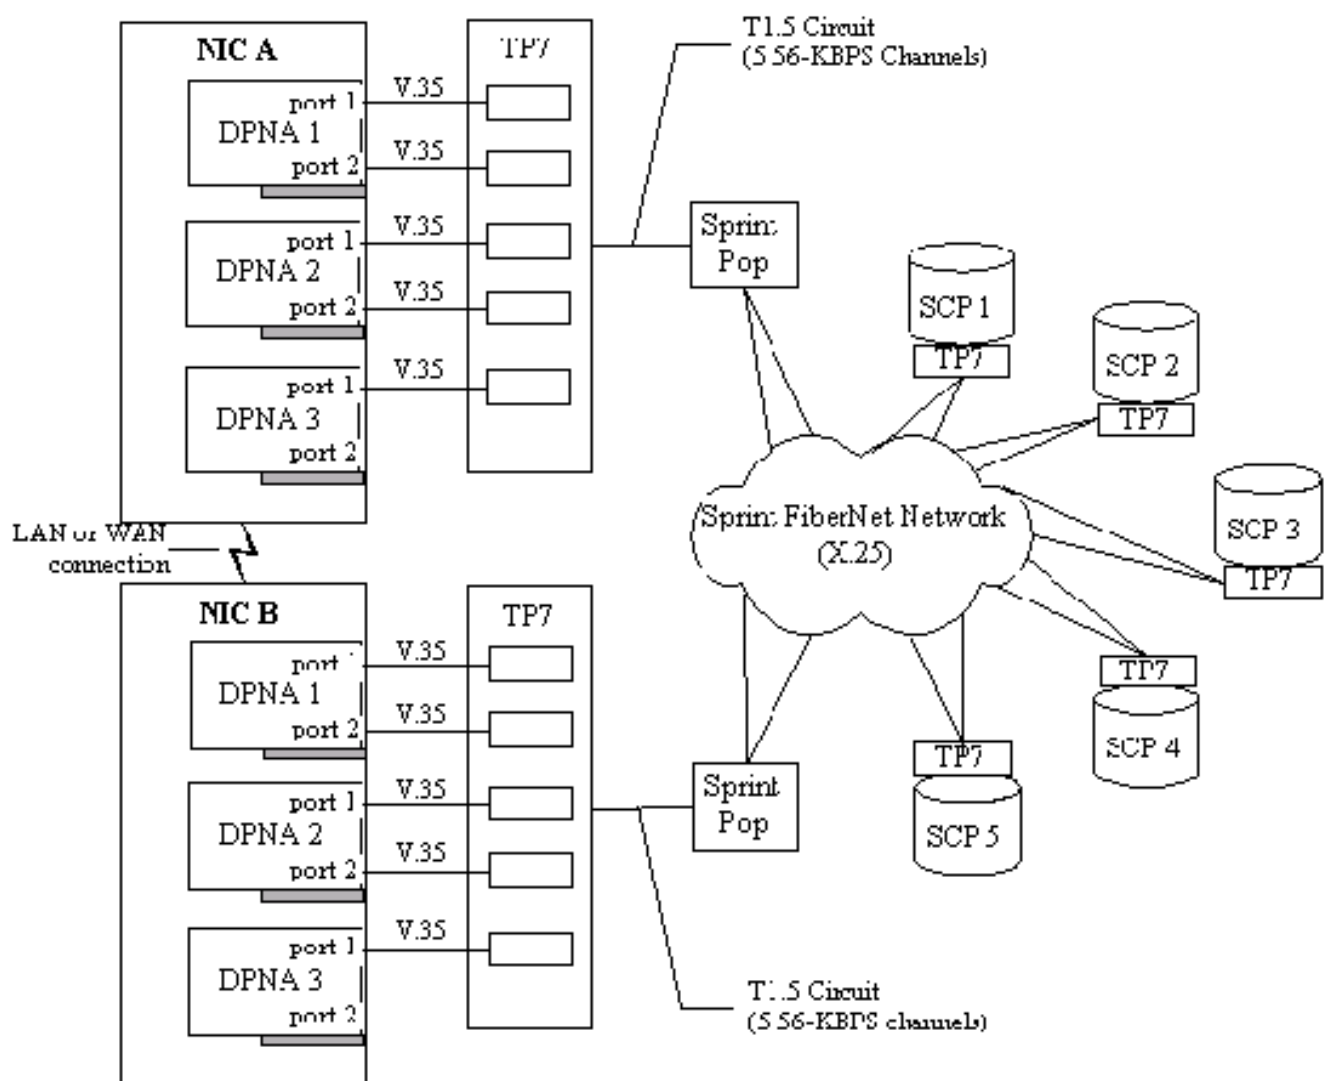 NIC A
port 1
DPNA 1
port 2
port 1
DPNA 2
port 2
port 1
DPNA 3
port 2
V.35
V.35
V.35
V.35
V.35
TP7
T1.5 Circuit
(5 56-KBPS Channels)
Sprint
Pop
SCP 1
TP7
SCP 2
TP7
SCP 3
TP7
Sprint FiberNet Network
(X.25)
LAN or WAN
connection
NIC B
port 1
DPNA 1
port 2
port 1
DPNA 2
port 2
port 1
DPNA 3
port 2
V.35
V.35
V.35
V.35
V.35
TP7
Sprint
Pop
TP7
SCP 4
TP7
SCP 5
T1.5 Circuit
(5 56-KBPS channels)